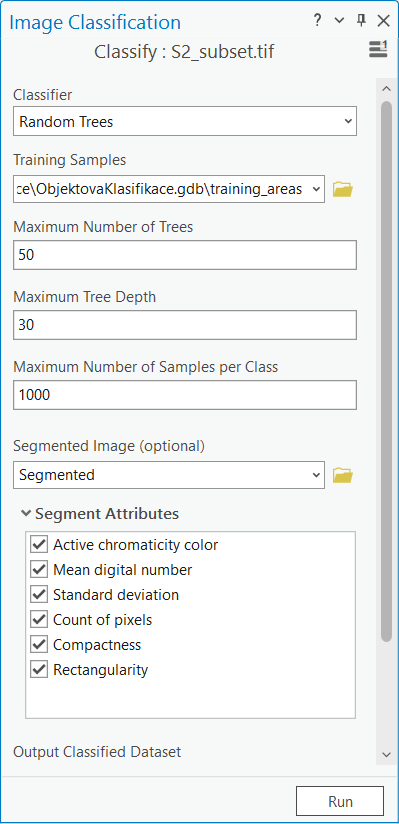 Image Classification
Classify : S2_subset.tif
1
Classifier
Random Trees
Training Samples
ce\ObjektovaKlasifikace.gdb\training_areas
Maximum Number of Trees
50
Maximum Tree Depth
30
Maximum Number of Samples per Class
1000
Segmented Image (optional)
Segmented
Segment Attributes
Active chromaticity color
Mean digital number
Standard deviation
Count of pixels
Compactness
Rectangularity
Output Classified Dataset
Run